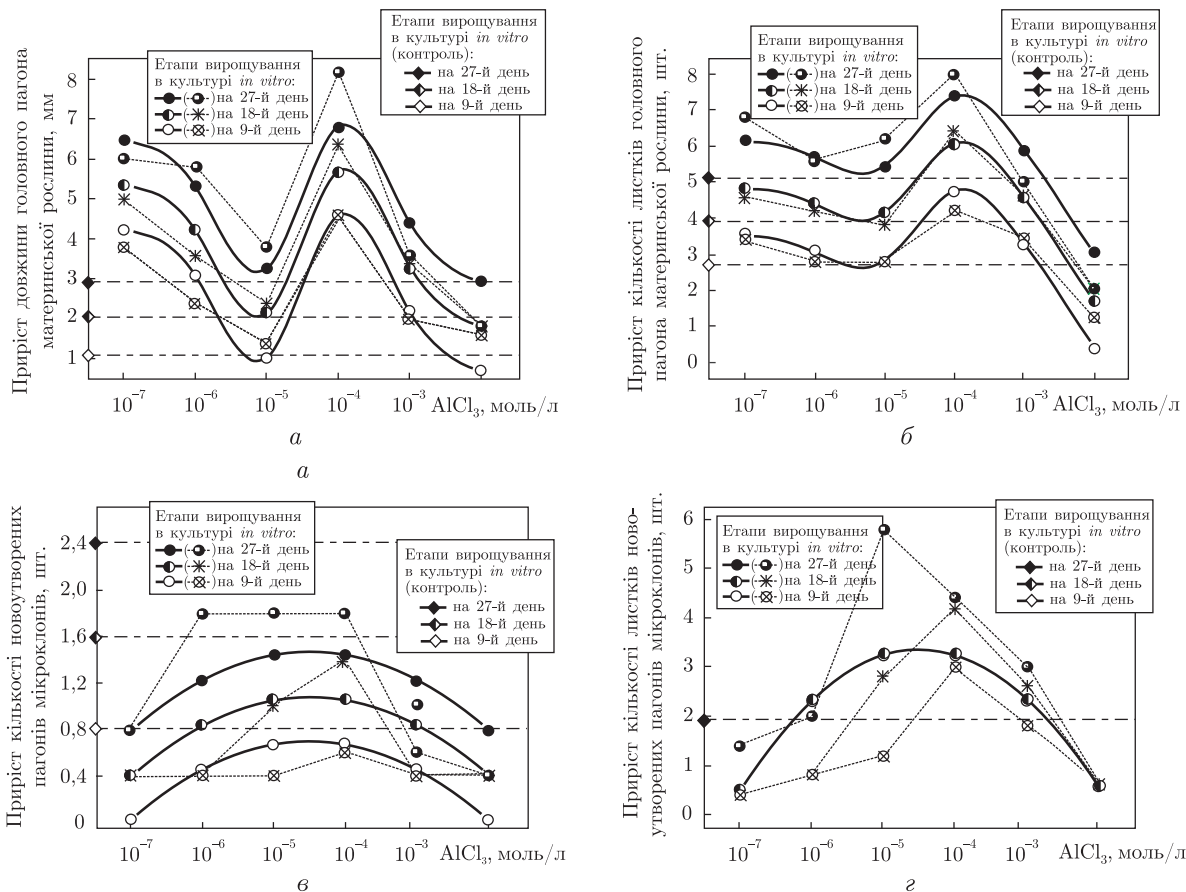 Приріст довжини головного пагона
материнської рослини, мм
Етапи вирощування
в культурі in vitro:
( ) на 27-й день
( ) на 18-й день
( ) на 9-й день
Етапи вирощування
в культурі in vitro
(контроль):
на 27-й день
на 18-й день
на 9-й день
8
7
6
5
4
3
2
1
10⁻⁷ 10⁻⁶ 10⁻⁵ 10⁻⁴ 10⁻³ AlCl₃, моль/л
а
а
Приріст кількості листків головного
пагона материнської рослини, шт.
Етапи вирощування
в культурі in vitro:
( ) на 27-й день
( ) на 18-й день
( ) на 9-й день
Етапи вирощування
в культурі in vitro
(контроль):
на 27-й день
на 18-й день
на 9-й день
8
7
6
5
4
3
2
1
0
10⁻⁷ 10⁻⁶ 10⁻⁵ 10⁻⁴ 10⁻³ AlCl₃, моль/л
б
Приріст кількості новоутворених
пагонів мікроклонів, шт.
Етапи вирощування
в культурі in vitro:
( ) на 27-й день
( ) на 18-й день
( ) на 9-й день
Етапи вирощування
в культурі in vitro
(контроль):
на 27-й день
на 18-й день
на 9-й день
2,4
2,0
1,6
1,2
0,8
0,4
0
10⁻⁷ 10⁻⁶ 10⁻⁵ 10⁻⁴ 10⁻³ AlCl₃, моль/л
в
Приріст кількості листків ново-
утворених пагонів мікроклонів, шт.
Етапи вирощування
в культурі in vitro:
( ) на 27-й день
( ) на 18-й день
( ) на 9-й день
Етапи вирощування
в культурі in vitro
(контроль):
на 27-й день
на 18-й день
на 9-й день
6
5
4
3
2
1
0
10⁻⁷ 10⁻⁶ 10⁻⁵ 10⁻⁴ 10⁻³ AlCl₃, моль/л
г